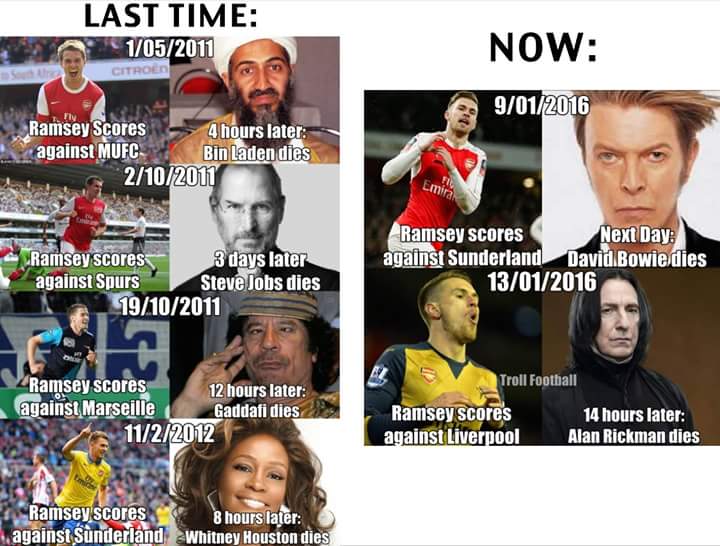 LAST TIME:
1/05/2011
CITROËN
Fly
Ramsey Scores
against MUFC
4 hours later:
Bin Laden dies
2/10/2011
Ramsey scores
against Spurs
3 days later
Steve Jobs dies
19/10/2011
Ramsey scores
against Marseille
12 hours later:
Gaddafi dies
11/2/2012
Ramsey scores
against Sunderland
8 hours later:
Whitney Houston dies
NOW:
9/01/2016
Fly
Emirates
Ramsey scores
against Sunderland
Next Day:
David Bowie dies
13/01/2016
Troll Football
Ramsey scores
against Liverpool
14 hours later:
Alan Rickman dies